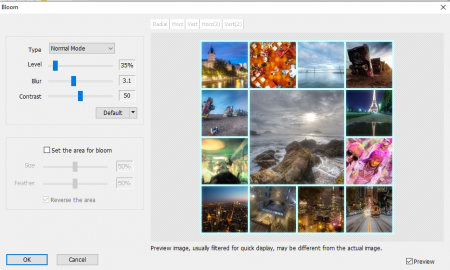 Bloom
Radial Horz Vert Horz(2) Vert(2)
Type Normal Mode
Level 35%
Blur 3.1
Contrast 50
Default
Set the area for bloom
Size 50%
Feather 50%
Reverse the area
Preview image, usually filtered for quick display, may be different from the actual image.
OK Cancel
Preview